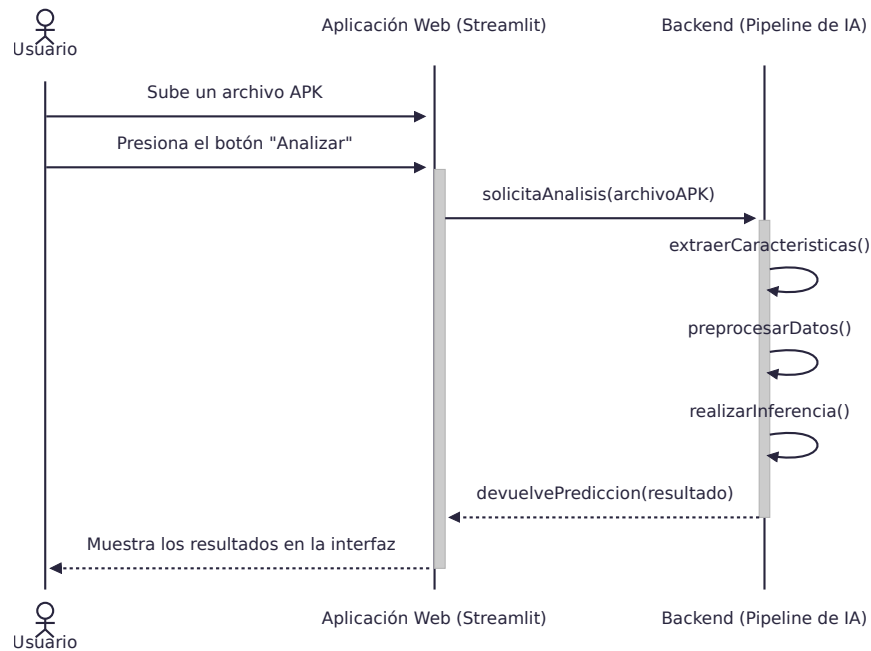 Usuario
Aplicación Web (Streamlit)
Backend (Pipeline de IA)
Sube un archivo APK
Presiona el botón "Analizar"
solicitaAnalisis(archivoAPK)
extraerCaracteristicas()
preprocesarDatos()
realizarInferencia()
devuelvePrediccion(resultado)
Muestra los resultados en la interfaz
Usuario
Aplicación Web (Streamlit)
Backend (Pipeline de IA)